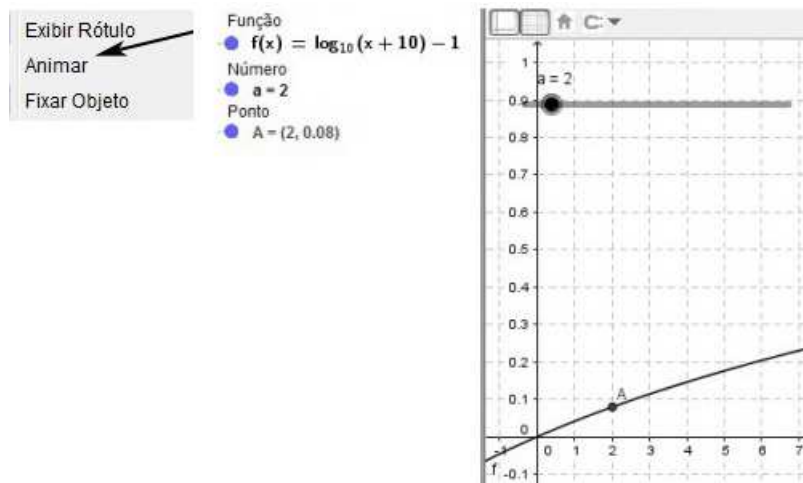 Exibir Rótulo
Animar
Fixar Objeto
Função
f(x) = log₁₀(x + 10) − 1
Número
a = 2
Ponto
A = (2, 0.08)
1
a = 2
0.9
0.8
0.7
0.6
0.5
0.4
0.3
0.2
0.1
A
0
-1 0 1 2 3 4 5 6 7
f
-0.1